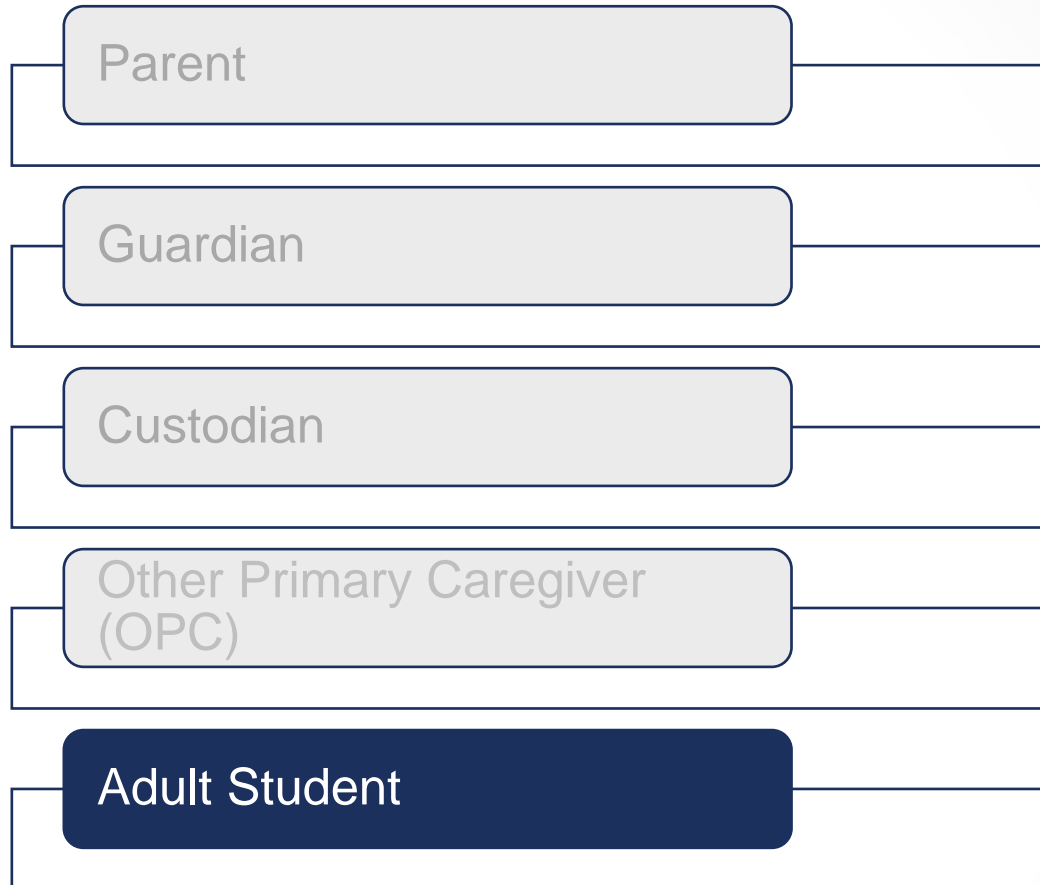 Parent
Guardian
Custodian
Other Primary Caregiver
(OPC)
Adult Student